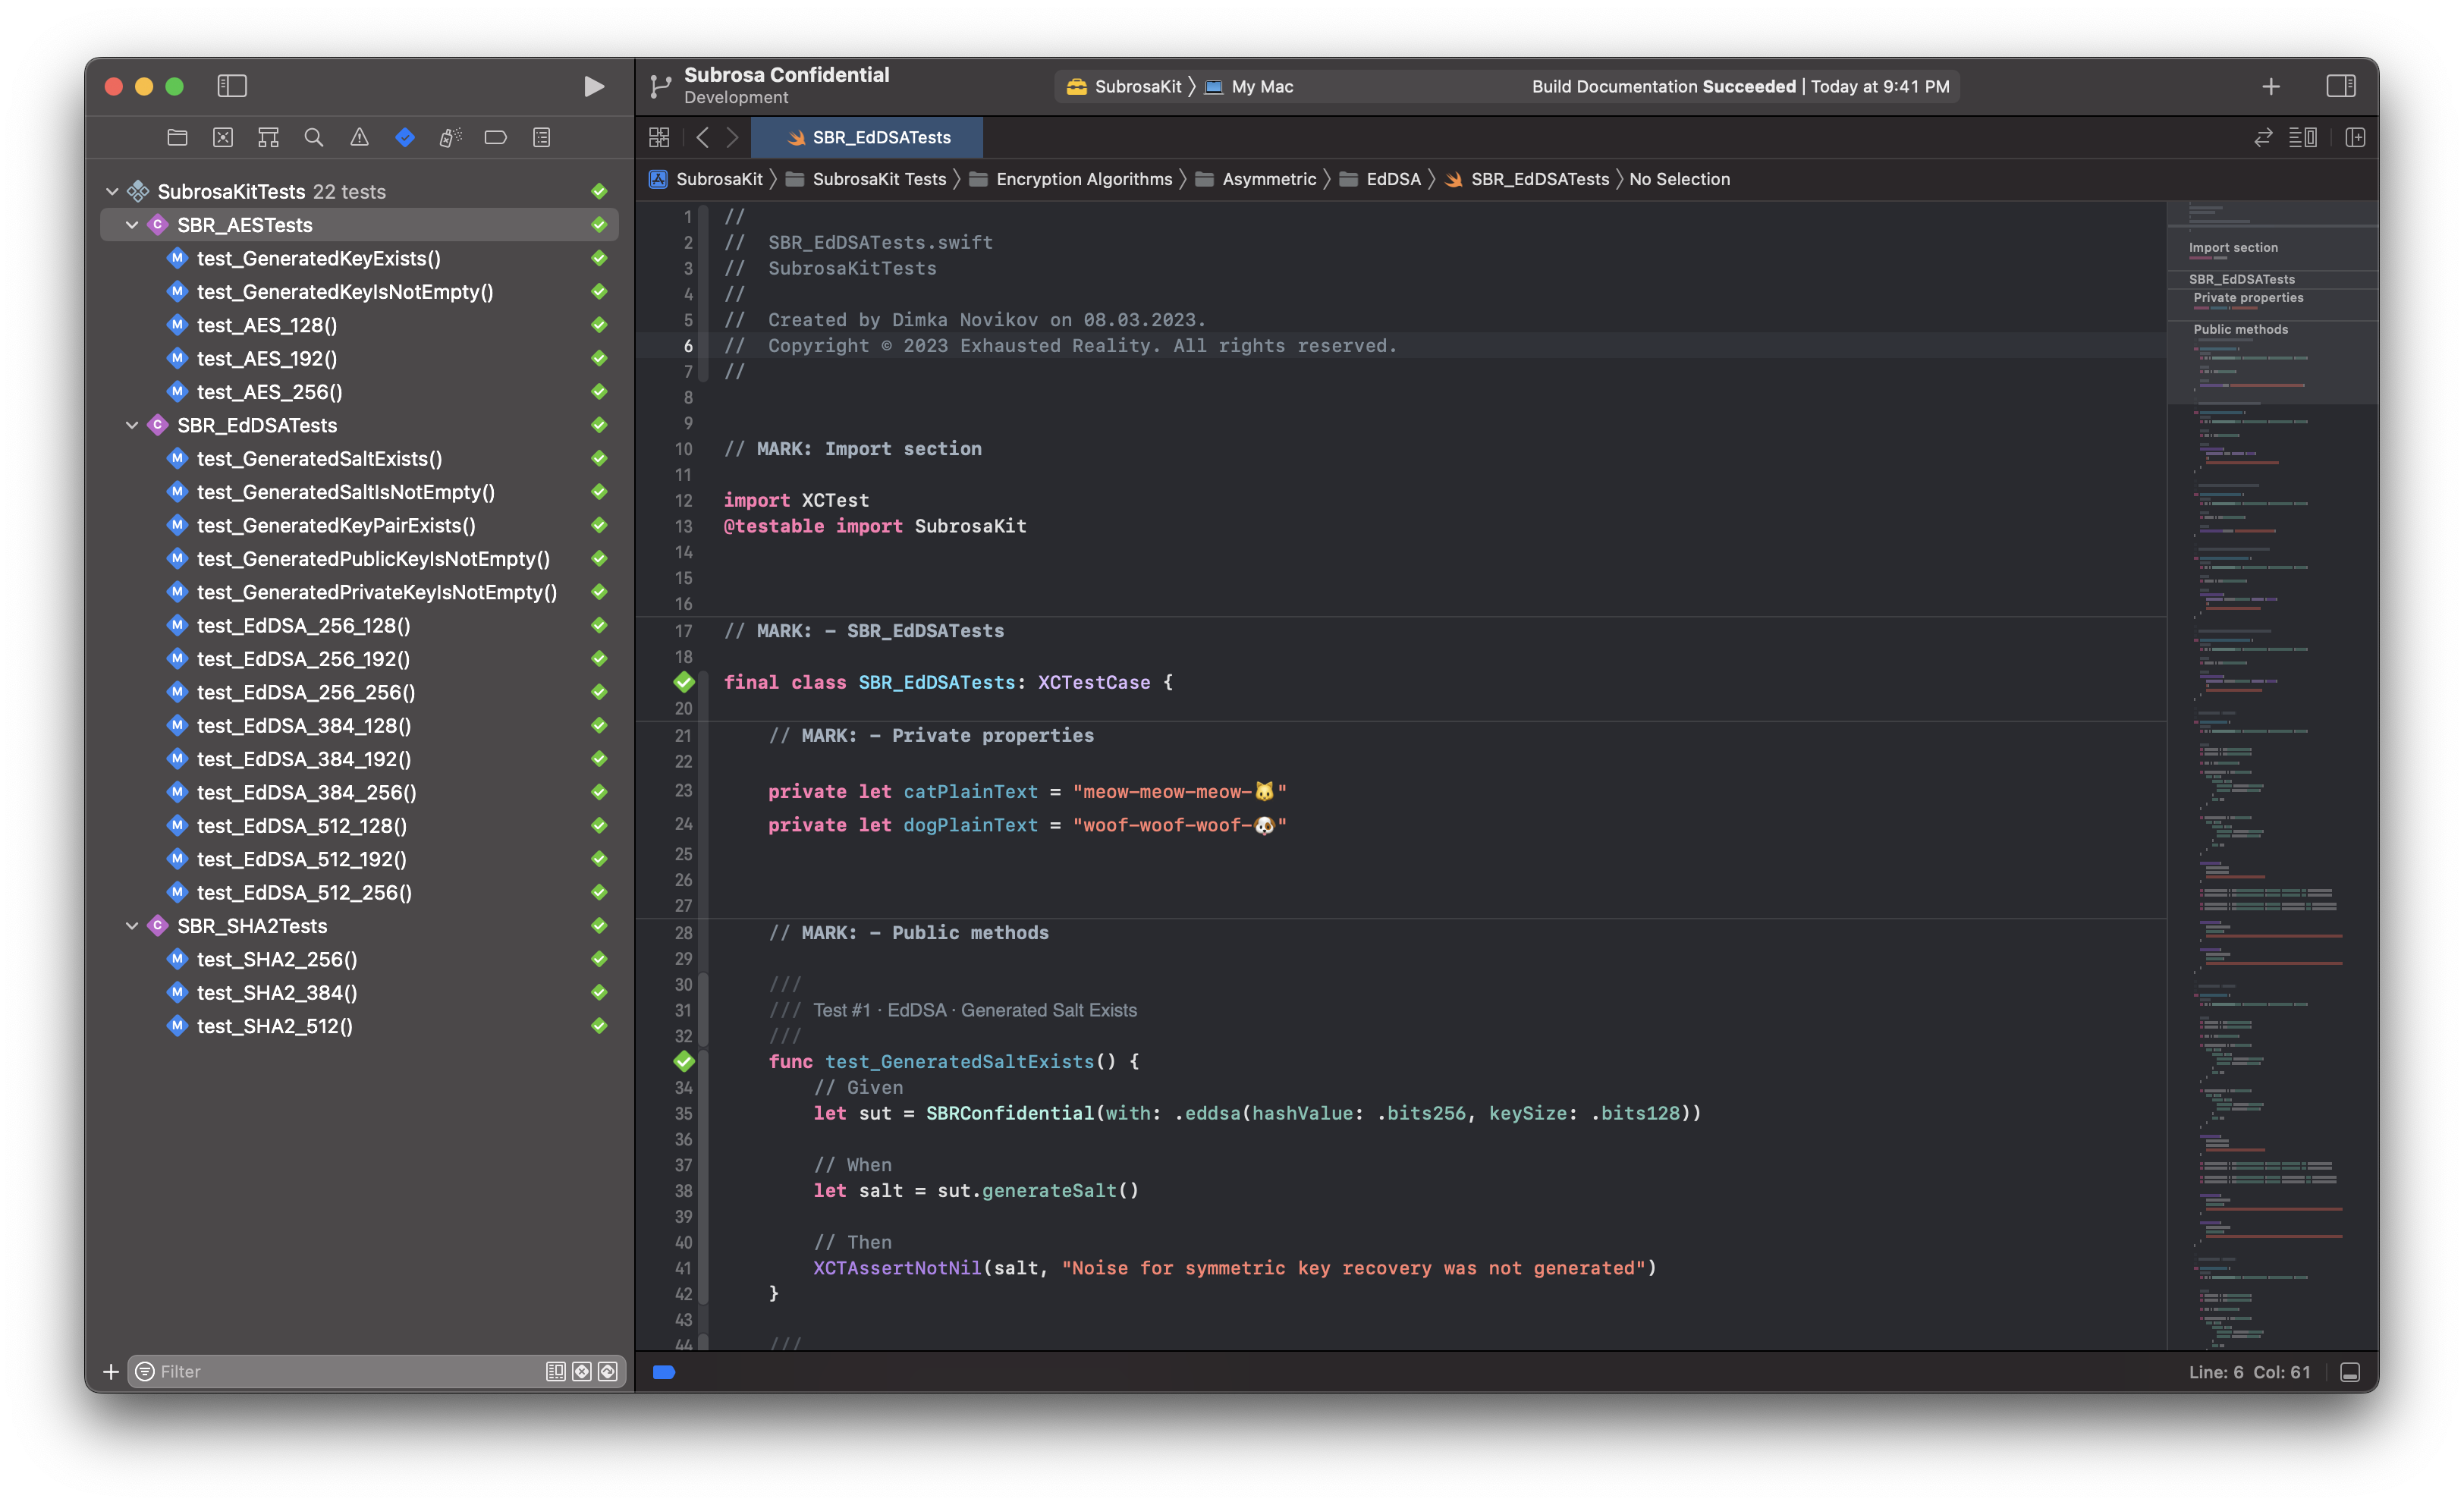 Subrosa Confidential
Development
SubrosaKit
My Mac
Build Documentation Succeeded | Today at 9:41 PM
SBR_EdDSATests
SubrosaKit
SubrosaKit Tests
Encryption Algorithms
Asymmetric
EdDSA
SBR_EdDSATests
No Selection
SubrosaKitTests 22 tests
C SBR_AESTests
M test_GeneratedKeyExists()
M test_GeneratedKeyIsNotEmpty()
M test_AES_128()
M test_AES_192()
M test_AES_256()
C SBR_EdDSATests
M test_GeneratedSaltExists()
M test_GeneratedSaltIsNotEmpty()
M test_GeneratedKeyPairExists()
M test_GeneratedPublicKeyIsNotEmpty()
M test_GeneratedPrivateKeyIsNotEmpty()
M test_EdDSA_256_128()
M test_EdDSA_256_192()
M test_EdDSA_256_256()
M test_EdDSA_384_128()
M test_EdDSA_384_192()
M test_EdDSA_384_256()
M test_EdDSA_512_128()
M test_EdDSA_512_192()
M test_EdDSA_512_256()
C SBR_SHA2Tests
M test_SHA2_256()
M test_SHA2_384()
M test_SHA2_512()
Filter
1 //
2 //  SBR_EdDSATests.swift
3 //  SubrosaKitTests
4 //
5 //  Created by Dimka Novikov on 08.03.2023.
6 //  Copyright © 2023 Exhausted Reality. All rights reserved.
7 //
8
9
10 // MARK: Import section
11
12 import XCTest
13 @testable import SubrosaKit
14
15
16
17 // MARK: - SBR_EdDSATests
18
final class SBR_EdDSATests: XCTestCase {
20
21 // MARK: - Private properties
22
23 private let catPlainText = "meow-meow-meow-🐱"
24 private let dogPlainText = "woof-woof-woof-🐶"
25
26
27
28 // MARK: - Public methods
29
30 ///
31 /// Test #1 · EdDSA · Generated Salt Exists
32 ///
func test_GeneratedSaltExists() {
34 // Given
35 let sut = SBRConfidential(with: .eddsa(hashValue: .bits256, keySize: .bits128))
36
37 // When
38 let salt = sut.generateSalt()
39
40 // Then
41 XCTAssertNotNil(salt, "Noise for symmetric key recovery was not generated")
42 }
43
44 ///
Import section
SBR_EdDSATests
Private properties
Public methods
Line: 6 Col: 61